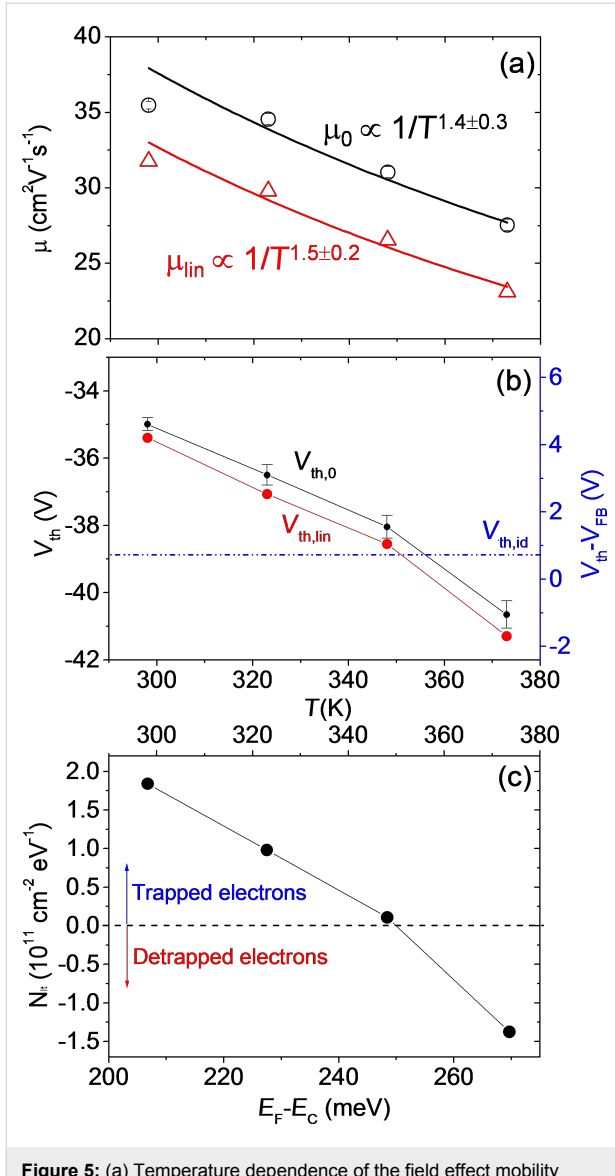 (a)
40
35
30
25
20
μ (cm²V⁻¹s⁻¹)
μ₀ ∝ 1/T^1.4±0.3
μ_lin ∝ 1/T^1.5±0.2
(b)
-34
-36
-38
-40
-42
V_th (V)
V_th,0
V_th,lin
V_th,id
6
4
2
0
-2
V_th-V_FB (V)
300 320 340 360 380
T(K)
300 320 340 360 380
(c)
2.0
1.5
1.0
0.5
0.0
-0.5
-1.0
-1.5
N_it (10¹¹ cm⁻² eV⁻¹)
Trapped electrons
Detrapped electrons
200 220 240 260
E_F-E_C (meV)
Figure 5: (a) Temperature dependence of the field effect mobility